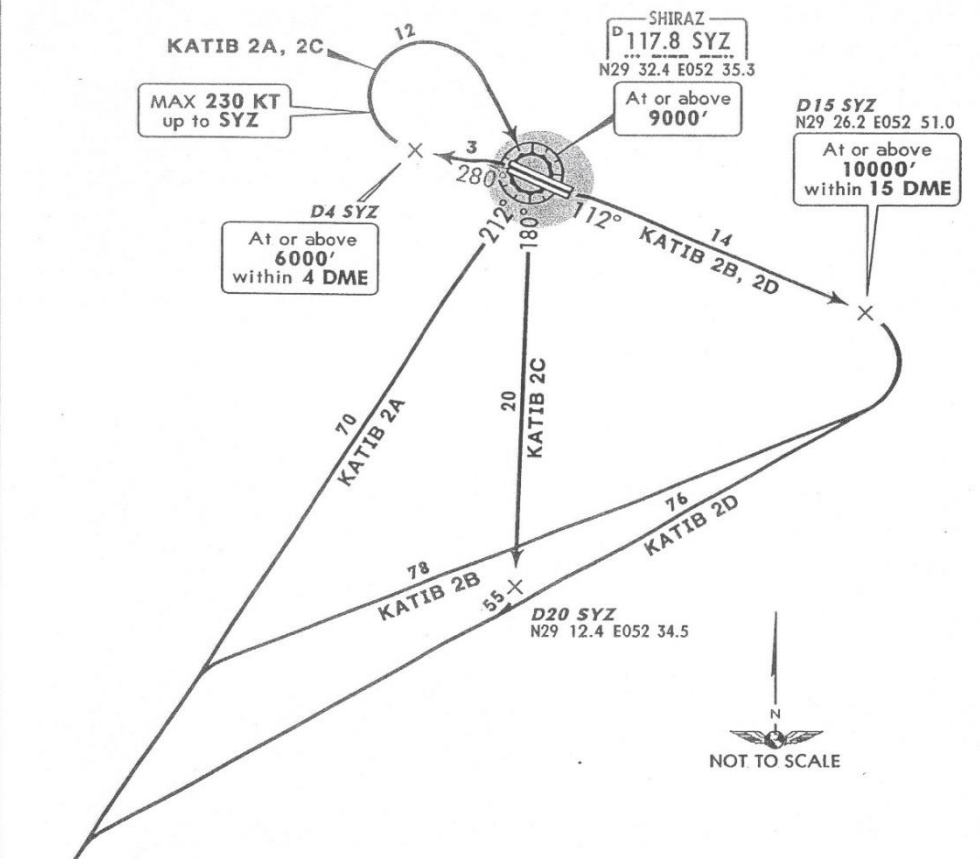 12
SHIRAZ
D 117.8 SYZ
N29 32.4 E052 35.3
KATIB 2A, 2C
MAX 230 KT
up to SYZ
At or above
9000'
D15 SYZ
N29 26.2 E052 51.0
At or above
10000'
within 15 DME
3
280°
D4 SYZ
At or above
6000'
within 4 DME
212°
180°
112°
14
KATIB 2B, 2D
20
KATIB 2C
70
KATIB 2A
76
KATIB 2D
78
KATIB 2B
55
D20 SYZ
N29 12.4 E052 34.5
N
NOT TO SCALE